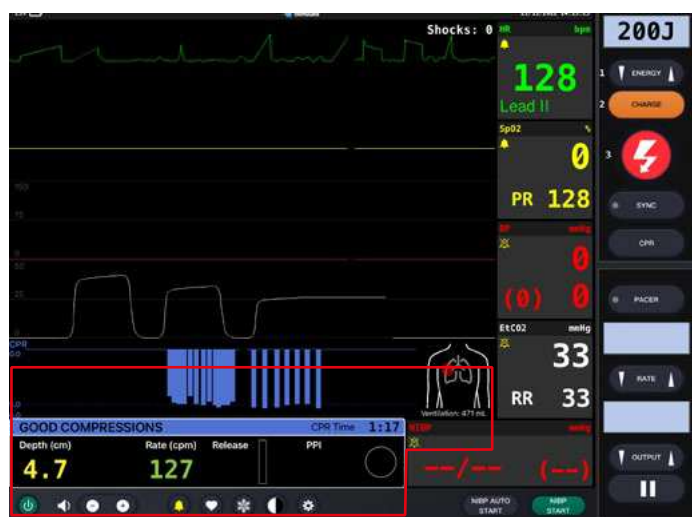 Shocks: 0
HR bpm
128
Lead II
SpO2 %
0
PR 128
BP mmHg
0
(0) 0
EtCO2 mmHg
33
RR 33
CPR
Ventilation: 471 mL
GOOD COMPRESSIONS CPR Time 1:17
Depth (cm) Rate (cpm) Release PPI
4.7 127
NIBP mmHg
--/-- (--)
NIBP AUTO START
NIBP START
200J
1 ENERGY
2 CHARGE
3
SYNC
CPR
PACER
RATE
OUTPUT